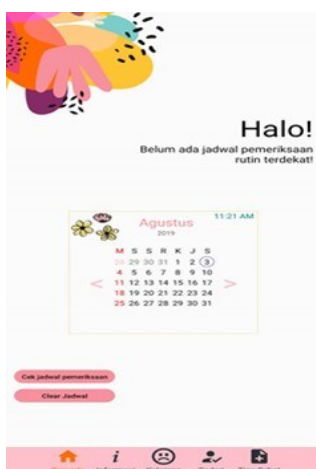 Halo!
Belum ada jadwal pemeriksaan
rutin terdekat!
11:21 AM
Agustus
2019
M S S R K J S
28 29 30 31 1 2 3
4 5 6 7 8 9 10
< 11 12 13 14 15 16 17 >
18 19 20 21 22 23 24
25 26 27 28 29 30 31
Cek jadwal pemeriksaan
Clear Jadwal